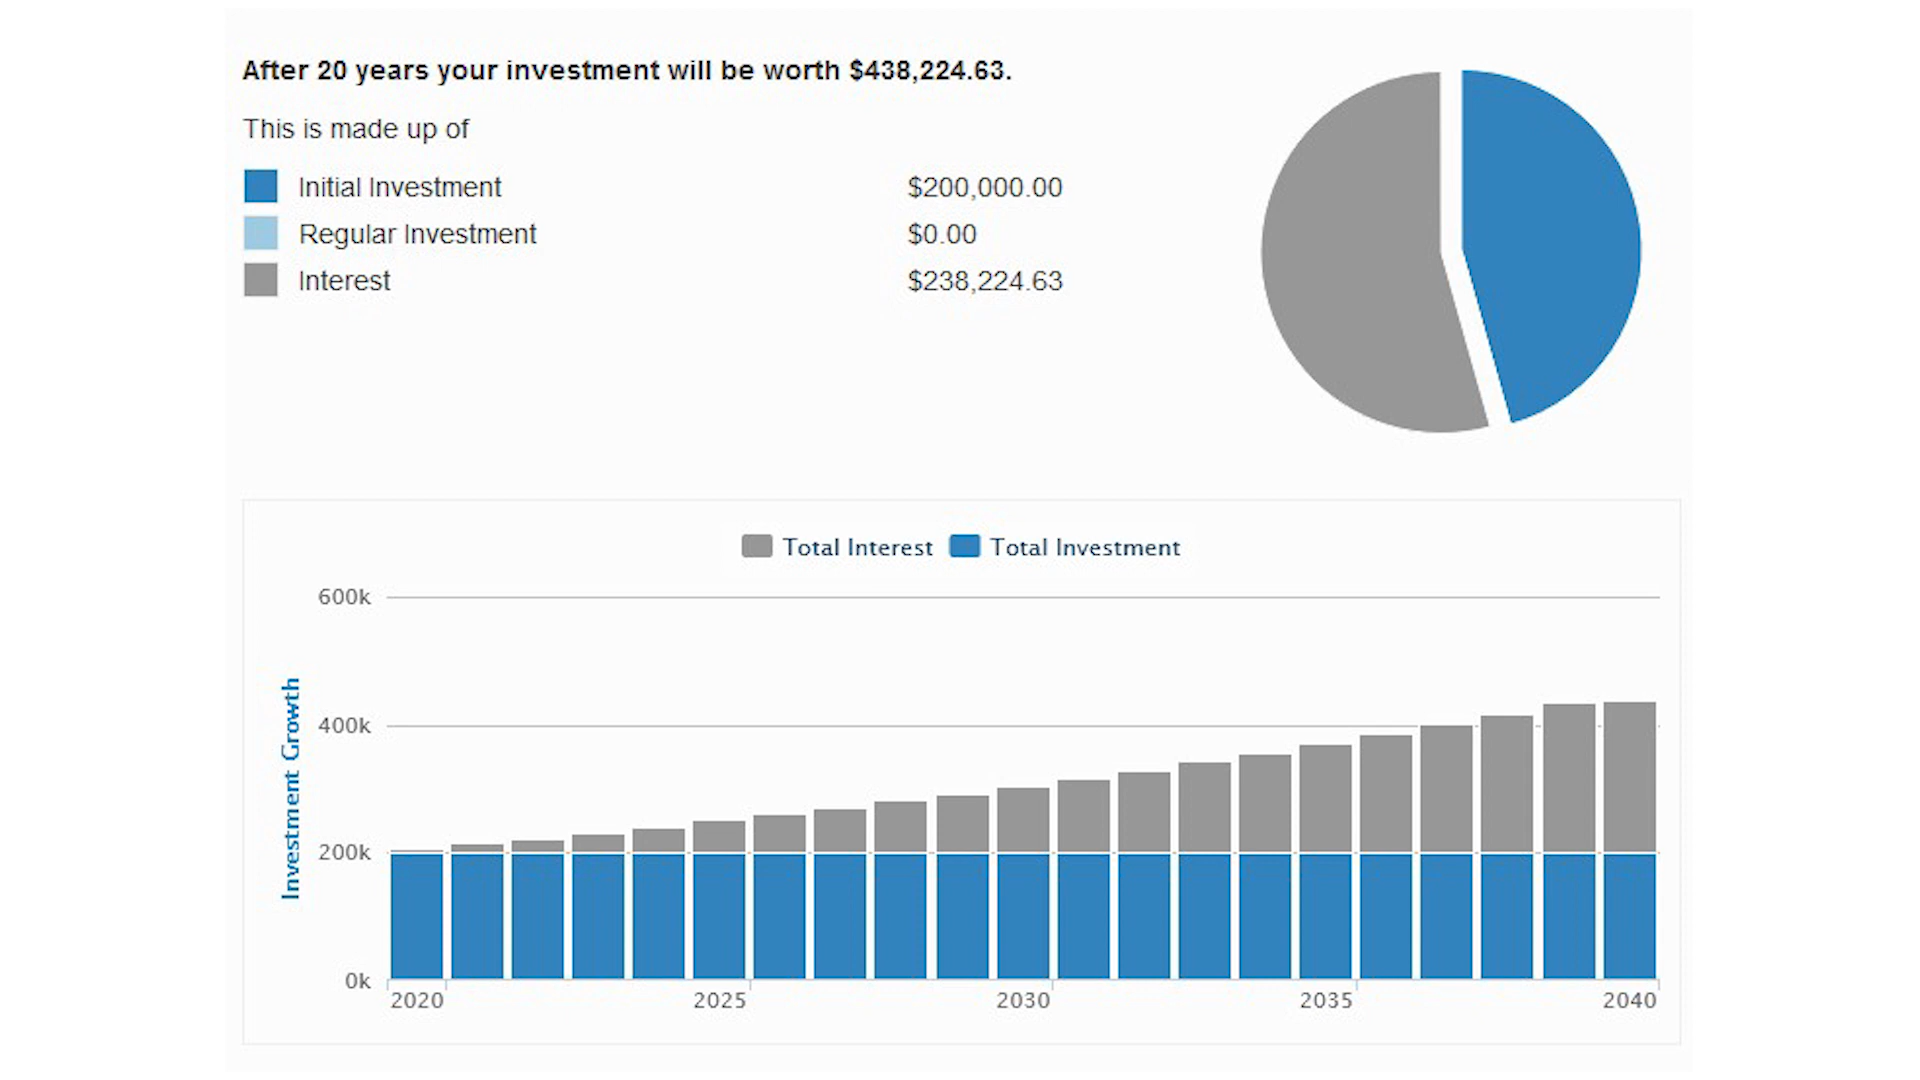 After 20 years your investment will be worth $438,224.63.
This is made up of
Initial Investment $200,000.00
Regular Investment $0.00
Interest $238,224.63
Total Interest Total Investment
600k
400k
200k
0k
Investment Growth
2020 2025 2030 2035 2040